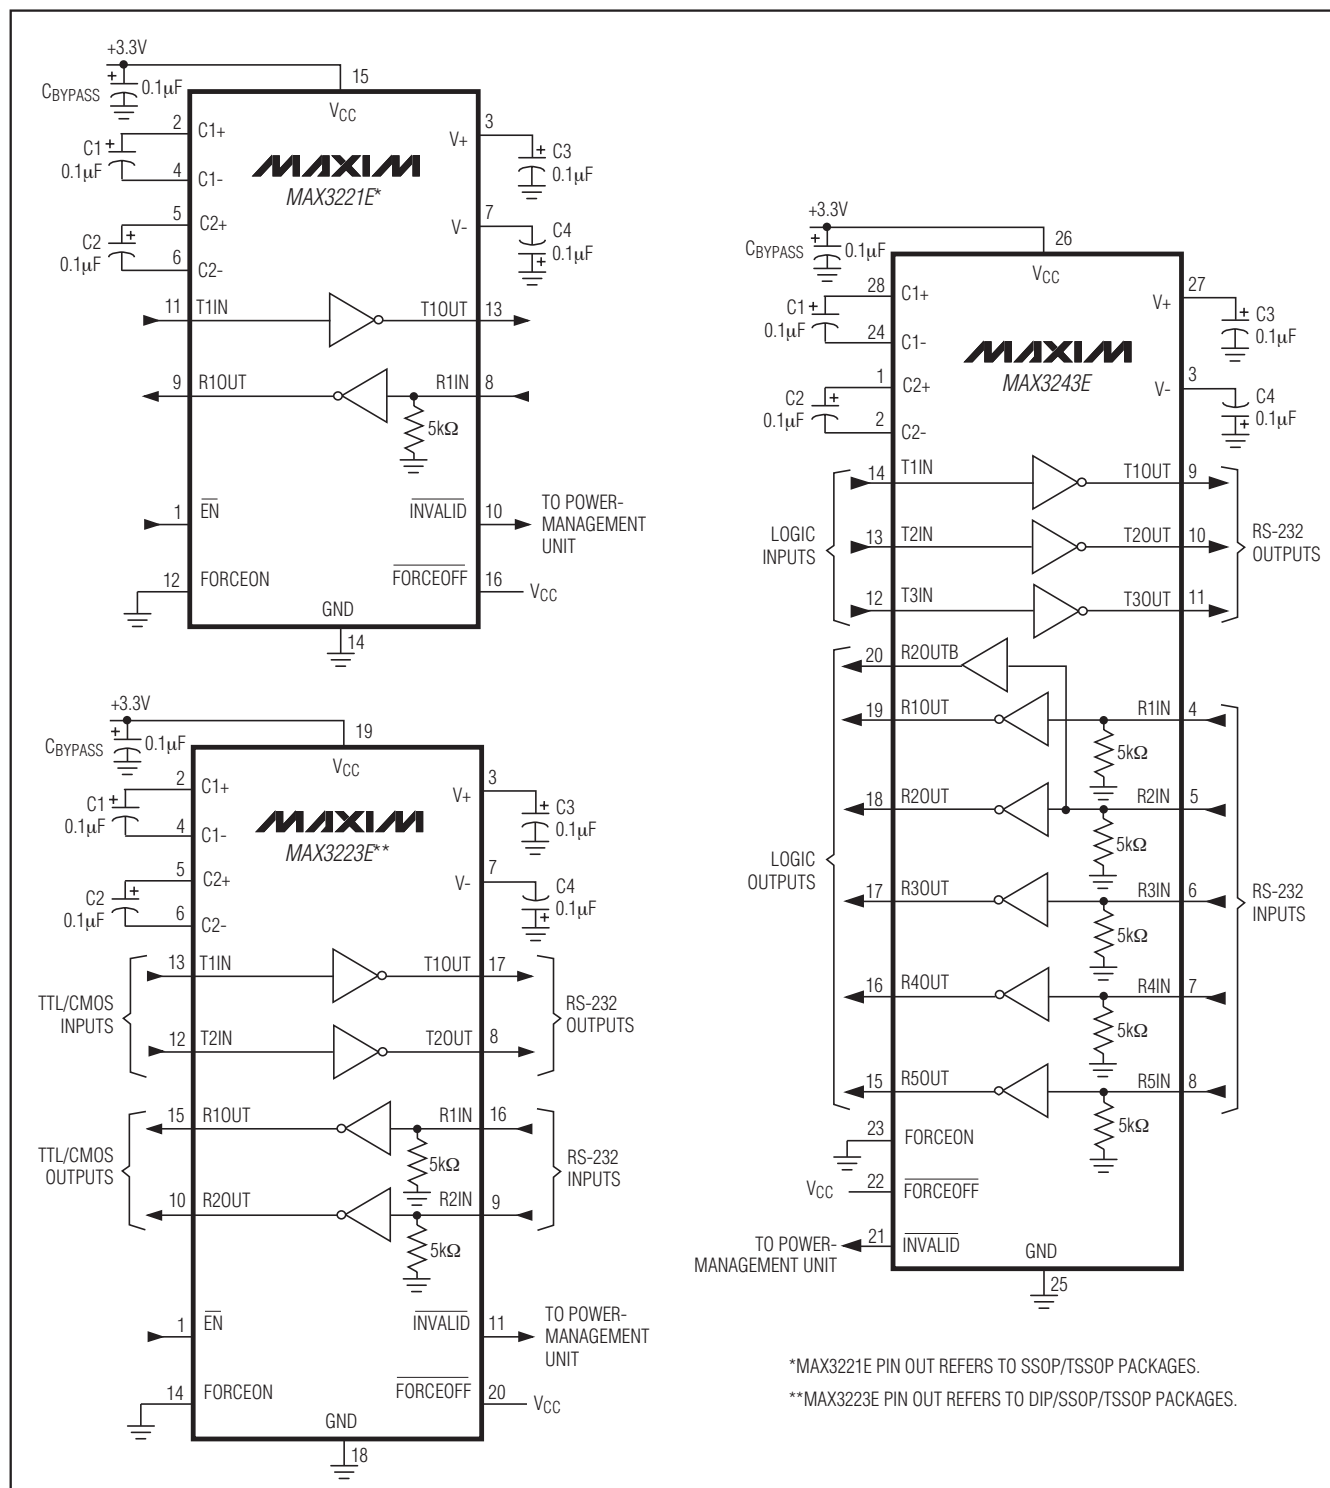 +3.3V
CBYPASS
+
0.1µF
15
VCC
2
C1+
C1
+
0.1µF
4
C1-
5
C2+
C2
+
0.1µF
6
C2-
MAXIM
MAX3221E*
3
V+
+
C3
0.1µF
7
V-
C4
0.1µF
+
11
T1IN
T1OUT
13
9
R1OUT
R1IN
8
5kΩ
1
EN
INVALID
10
TO POWER-
MANAGEMENT
UNIT
12
FORCEON
FORCEOFF
16
VCC
GND
14
+3.3V
CBYPASS
+
0.1µF
19
VCC
2
C1+
C1
+
0.1µF
4
C1-
5
C2+
C2
+
0.1µF
6
C2-
MAXIM
MAX3223E**
3
V+
+
C3
0.1µF
7
V-
C4
0.1µF
+
TTL/CMOS
INPUTS
13
T1IN
T1OUT
17
12
T2IN
T2OUT
8
RS-232
OUTPUTS
TTL/CMOS
OUTPUTS
15
R1OUT
R1IN
16
5kΩ
10
R2OUT
R2IN
9
5kΩ
RS-232
INPUTS
1
EN
INVALID
11
TO POWER-
MANAGEMENT
UNIT
14
FORCEON
FORCEOFF
20
VCC
GND
18
+3.3V
CBYPASS
+
0.1µF
26
VCC
28
C1+
C1
+
0.1µF
24
C1-
1
C2+
C2
+
0.1µF
2
C2-
MAXIM
MAX3243E
27
V+
+
C3
0.1µF
3
V-
C4
0.1µF
+
LOGIC
INPUTS
14
T1IN
T1OUT
9
13
T2IN
T2OUT
10
12
T3IN
T3OUT
11
RS-232
OUTPUTS
LOGIC
OUTPUTS
20
R2OUTB
19
R1OUT
R1IN
4
5kΩ
18
R2OUT
R2IN
5
5kΩ
17
R3OUT
R3IN
6
5kΩ
16
R4OUT
R4IN
7
5kΩ
15
R5OUT
R5IN
8
5kΩ
RS-232
INPUTS
23
FORCEON
VCC
22
FORCEOFF
TO POWER-
MANAGEMENT UNIT
21
INVALID
GND
25
*MAX3221E PIN OUT REFERS TO SSOP/TSSOP PACKAGES.
**MAX3223E PIN OUT REFERS TO DIP/SSOP/TSSOP PACKAGES.